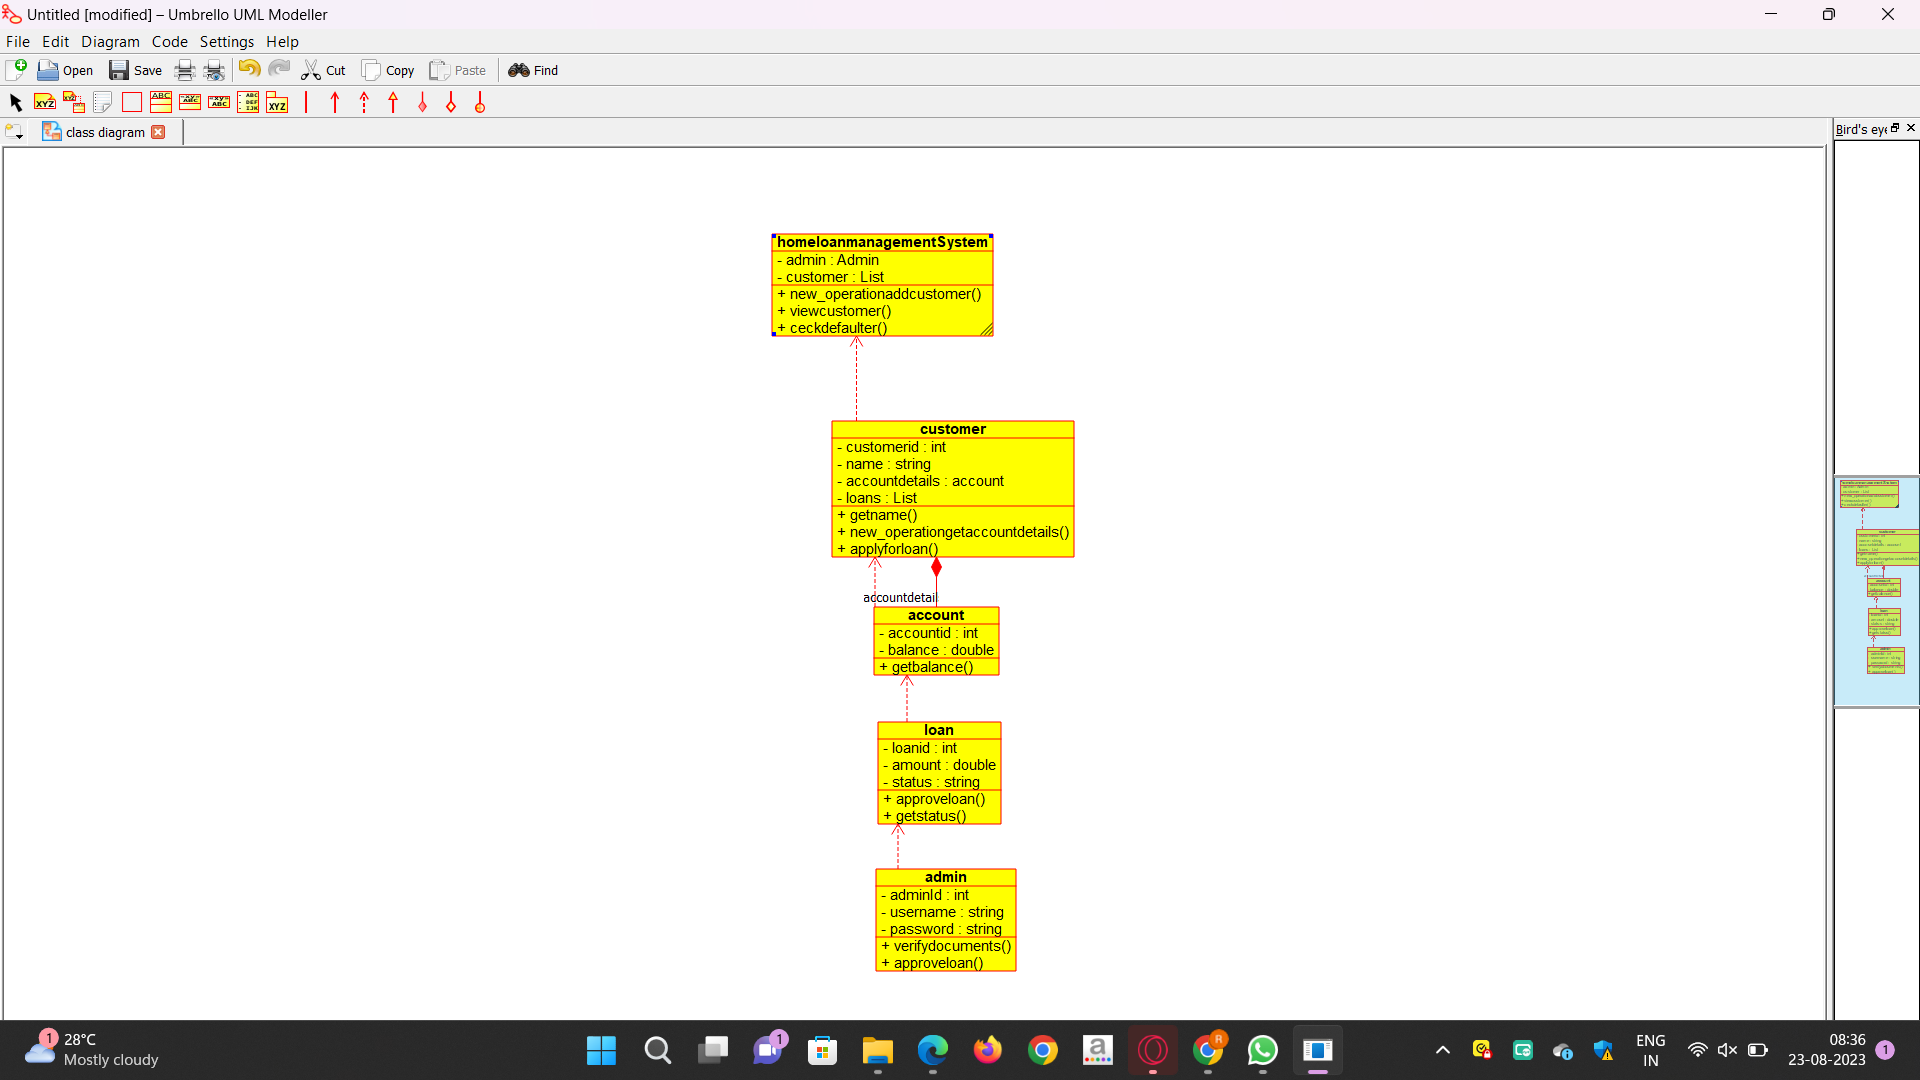 Untitled [modified] – Umbrello UML Modeller
File Edit Diagram Code Settings Help
Open Save Cut Copy Paste Find
class diagram
Bird's eye
homeloanmanagementSystem
- admin : Admin
- customer : List
+ new_operationaddcustomer()
+ viewcustomer()
+ ceckdefaulter()
customer
- customerid : int
- name : string
- accountdetails : account
- loans : List
+ getname()
+ new_operationgetaccountdetails()
+ applyforloan()
accountdetail
account
- accountid : int
- balance : double
+ getbalance()
loan
- loanid : int
- amount : double
- status : string
+ approveloan()
+ getstatus()
admin
- adminId : int
- username : string
- password : string
+ verifydocuments()
+ approveloan()
1
28°C
Mostly cloudy
1
a
R
ENG
IN
08:36
23-08-2023
1